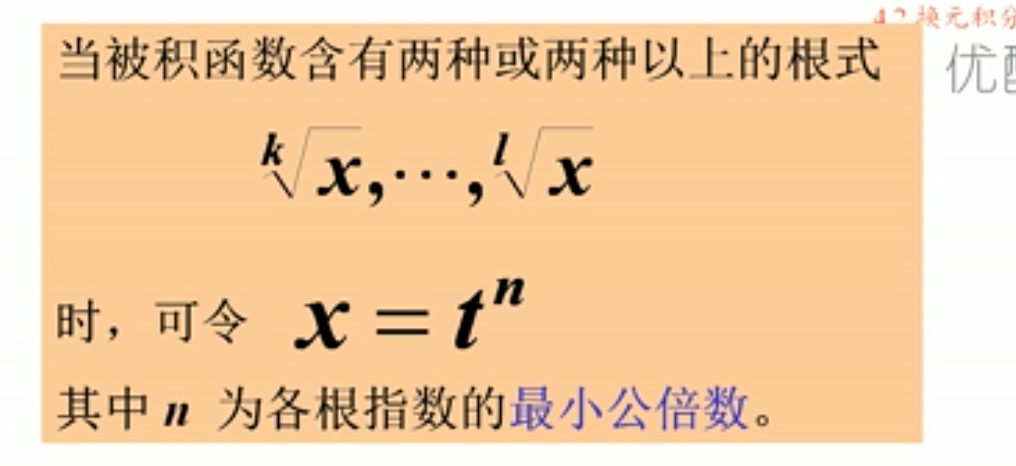 4.2 换元积分
当被积函数含有两种或两种以上的根式
优酷
$\sqrt[k]{x},\cdots,\sqrt[l]{x}$
时，可令 $x=t^n$
其中 n 为各根指数的最小公倍数。